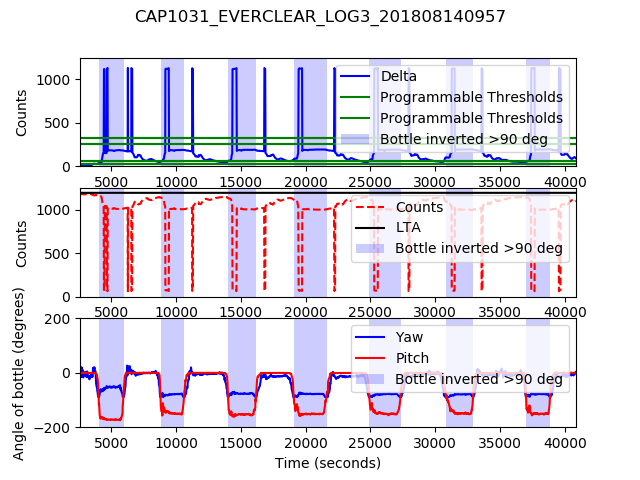 CAP1031_EVERCLEAR_LOG3_201808140957
Counts
1000
500
0
Delta
Programmable Thresholds
Programmable Thresholds
Bottle inverted >90 deg
5000 10000 15000 20000 25000 30000 35000 40000
Counts
1000
500
0
Counts
LTA
Bottle inverted >90 deg
5000 10000 15000 20000 25000 30000 35000 40000
Angle of bottle (degrees)
200
0
−200
Yaw
Pitch
Bottle inverted >90 deg
5000 10000 15000 20000 25000 30000 35000 40000
Time (seconds)